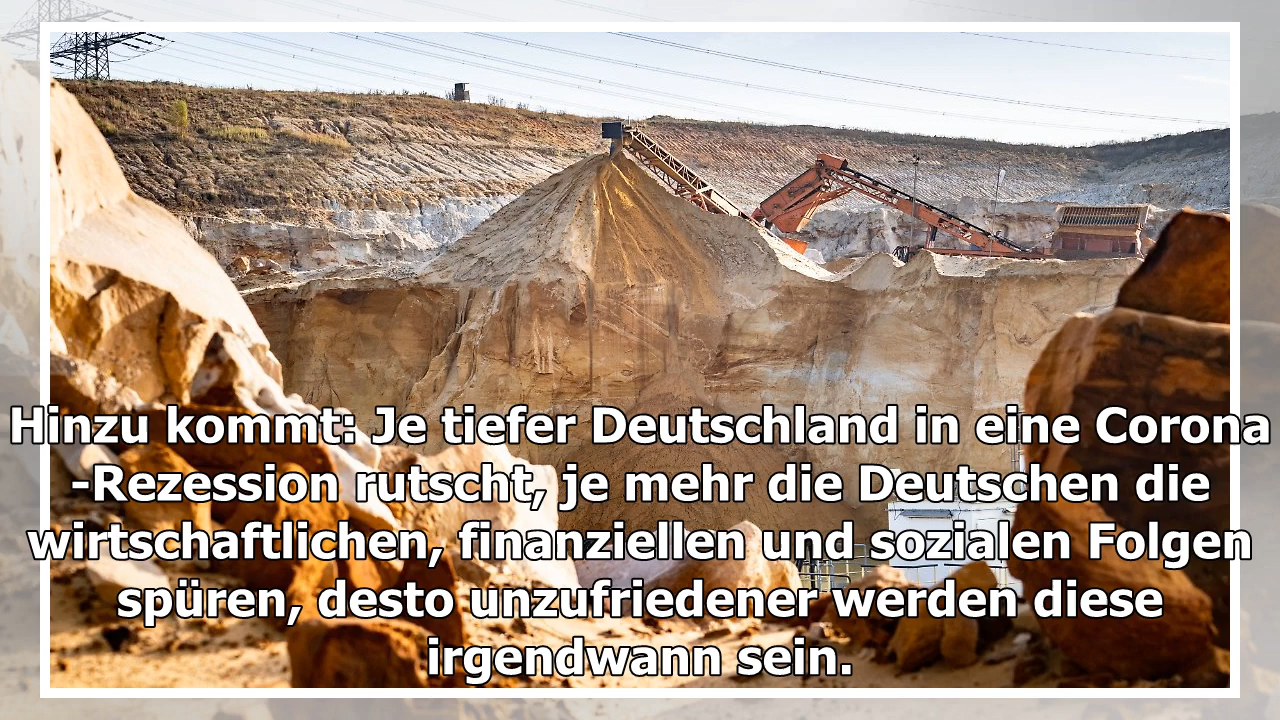 Hinzu kommt: Je tiefer Deutschland in eine Corona
-Rezession rutscht, je mehr die Deutschen die
wirtschaftlichen, finanziellen und sozialen Folgen
spüren, desto unzufriedener werden diese
irgendwann sein.